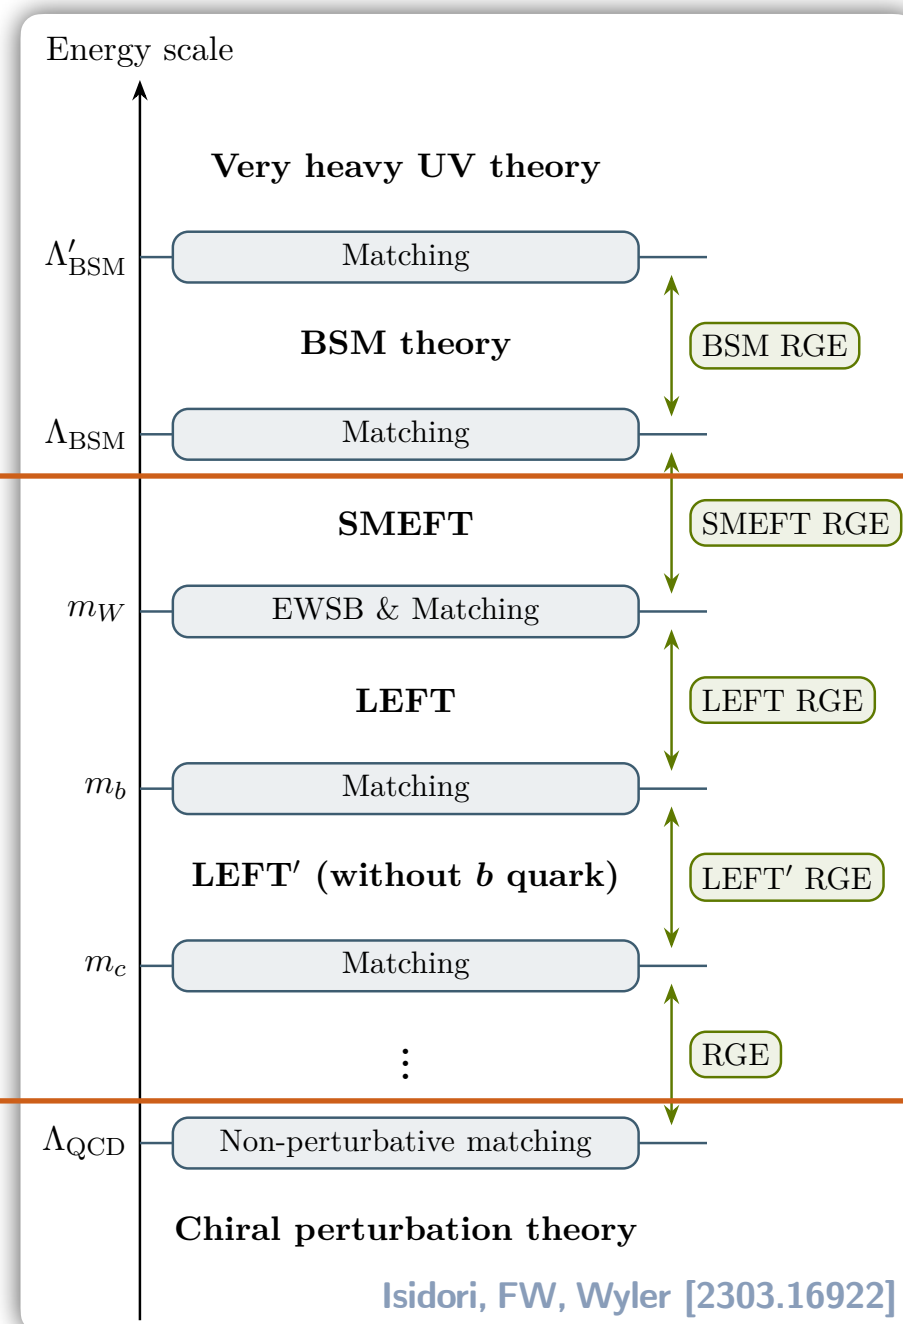 Energy scale
Very heavy UV theory
Λ′BSM Matching
BSM theory BSM RGE
ΛBSM Matching
SMEFT SMEFT RGE
mW EWSB & Matching
LEFT LEFT RGE
mb Matching
LEFT′ (without b quark) LEFT′ RGE
mc Matching
⋮ RGE
ΛQCD Non-perturbative matching
Chiral perturbation theory
Isidori, FW, Wyler [2303.16922]